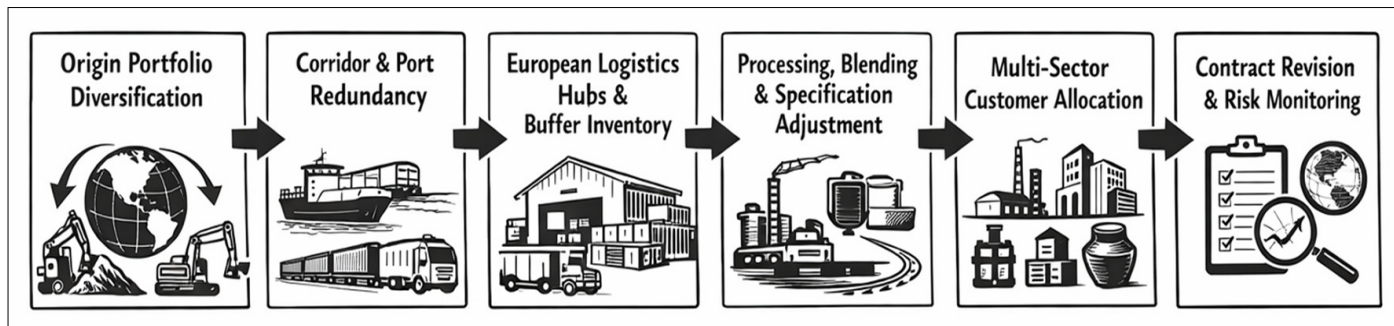 Origin Portfolio
Diversification
Corridor & Port
Redundancy
European Logistics
Hubs &
Buffer Inventory
Processing, Blending
& Specification
Adjustment
Multi-Sector
Customer Allocation
Contract Revision
& Risk Monitoring